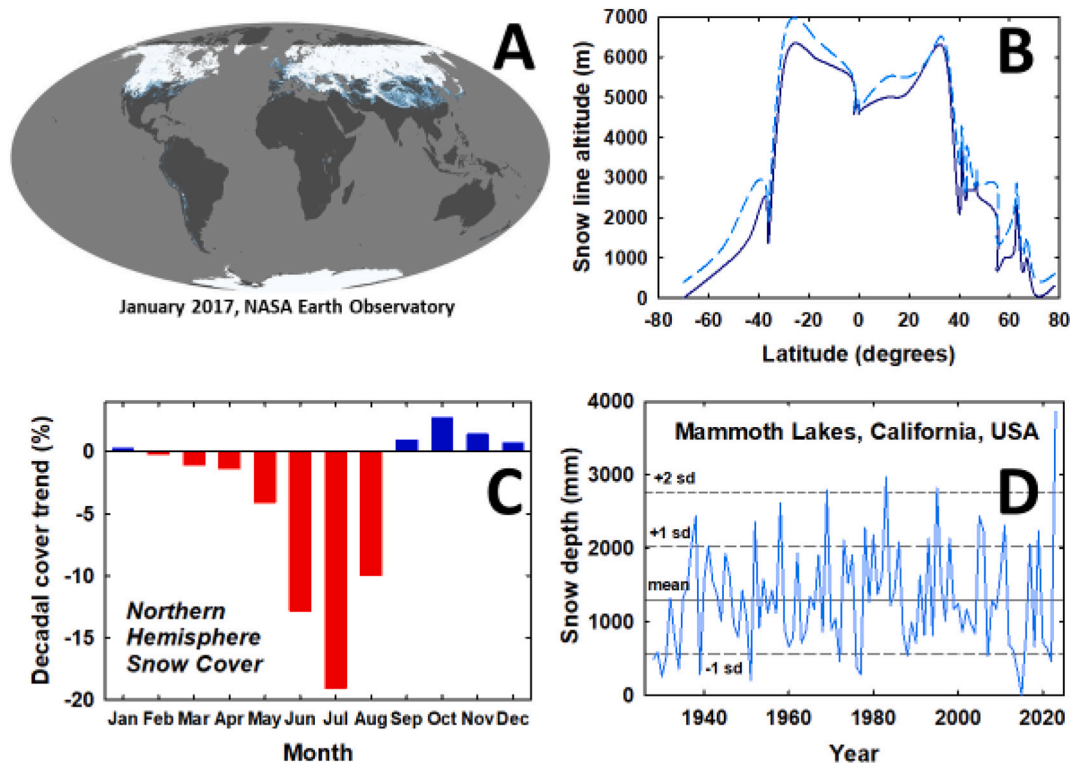 A
January 2017, NASA Earth Observatory
B
Snow line altitude (m)
7000
6000
5000
4000
3000
2000
1000
0
-80 -60 -40 -20 0 20 40 60 80
Latitude (degrees)
C
Decadal cover trend (%)
0
-5
-10
-15
-20
Northern
Hemisphere
Snow Cover
Jan Feb Mar Apr May Jun Jul Aug Sep Oct Nov Dec
Month
D
Mammoth Lakes, California, USA
Snow depth (mm)
4000
3000
2000
1000
0
+2 sd
+1 sd
mean
-1 sd
1940 1960 1980 2000 2020
Year